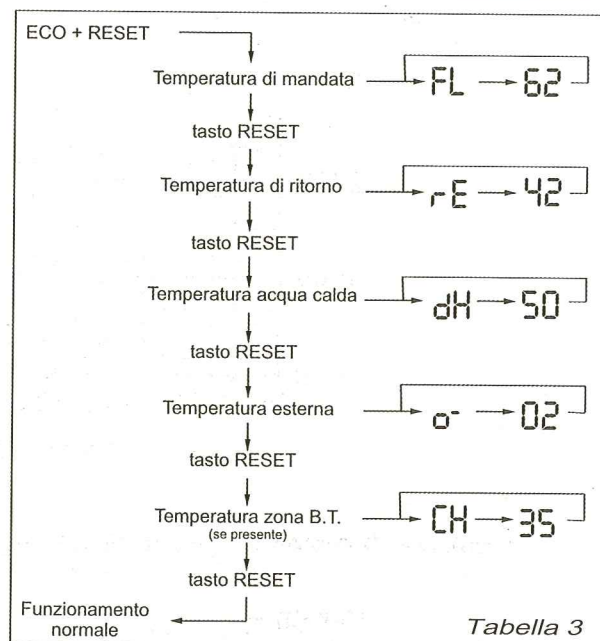 ECO + RESET
Temperatura di mandata FL 62
tasto RESET
Temperatura di ritorno rE 42
tasto RESET
Temperatura acqua calda dH 50
tasto RESET
Temperatura esterna o- 02
tasto RESET
Temperatura zona B.T. CH 35
(se presente)
tasto RESET
Funzionamento
normale
Tabella 3